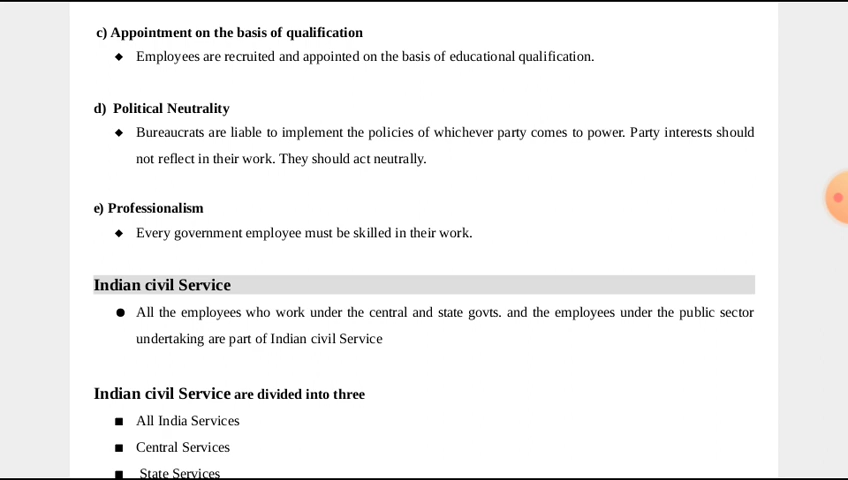 c) Appointment on the basis of qualification
◆ Employees are recruited and appointed on the basis of educational qualification.
d) Political Neutrality
◆ Bureaucrats are liable to implement the policies of whichever party comes to power. Party interests should
not reflect in their work. They should act neutrally.
e) Professionalism
◆ Every government employee must be skilled in their work.
Indian civil Service
● All the employees who work under the central and state govts. and the employees under the public sector
undertaking are part of Indian civil Service
Indian civil Service are divided into three
■ All India Services
■ Central Services
■ State Services